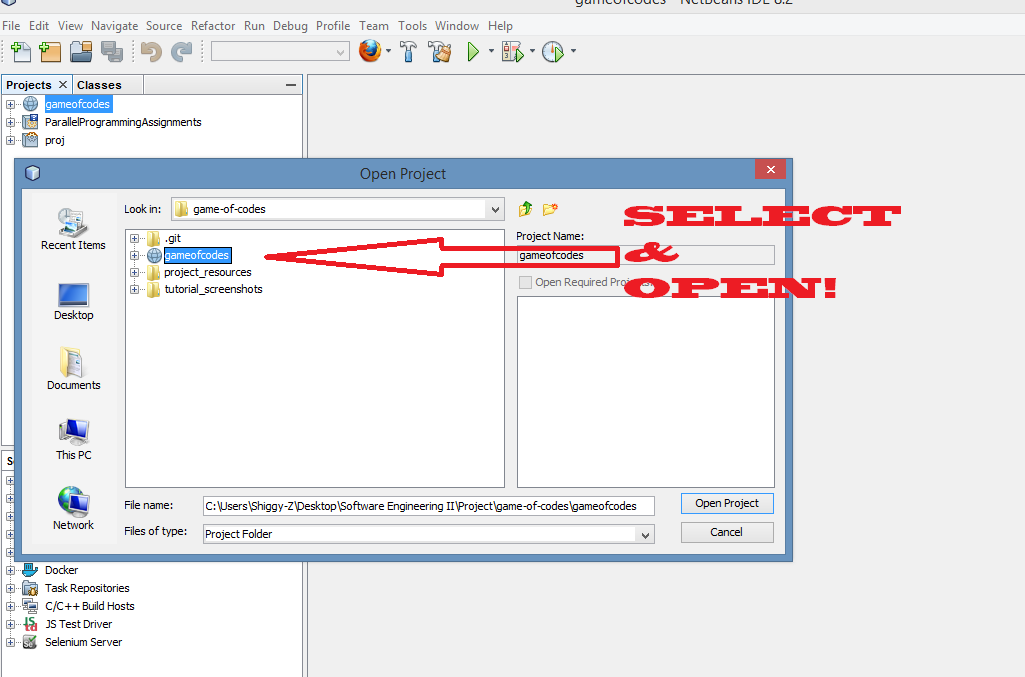 gameofcodes - NetBeans IDE 8.2
File Edit View Navigate Source Refactor Run Debug Profile Team Tools Window Help
Projects Classes
gameofcodes
ParallelProgrammingAssignments
proj
Open Project
Look in: game-of-codes
Recent Items
Desktop
Documents
This PC
Network
.git
gameofcodes
project_resources
tutorial_screenshots
Project Name:
gameofcodes
Open Required Projects:
SELECT
&
OPEN!
File name: C:\Users\Shiggy-Z\Desktop\Software Engineering II\Project\game-of-codes\gameofcodes
Open Project
Files of type: Project Folder
Cancel
Docker
Task Repositories
C/C++ Build Hosts
JS Test Driver
Selenium Server